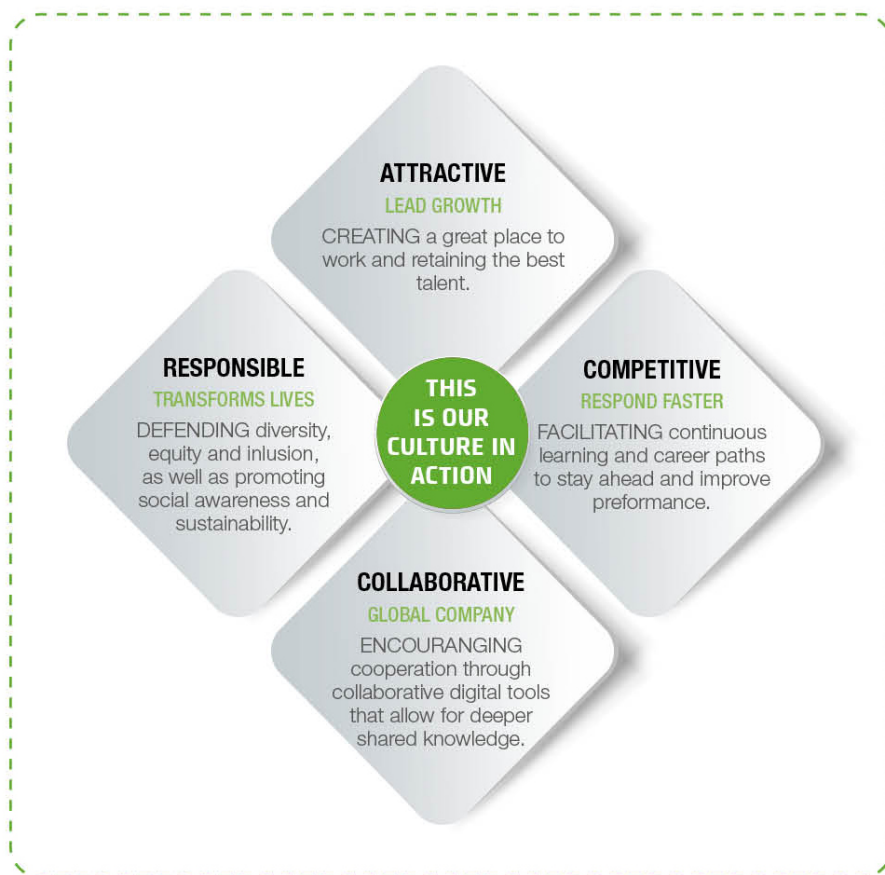 ATTRACTIVE
LEAD GROWTH
CREATING a great place to
work and retaining the best
talent.
RESPONSIBLE
TRANSFORMS LIVES
DEFENDING diversity,
equity and inlusion,
as well as promoting
social awareness and
sustainability.
THIS
IS OUR
CULTURE IN
ACTION
COMPETITIVE
RESPOND FASTER
FACILITATING continuous
learning and career paths
to stay ahead and improve
preformance.
COLLABORATIVE
GLOBAL COMPANY
ENCOURANGING
cooperation through
collaborative digital tools
that allow for deeper
shared knowledge.